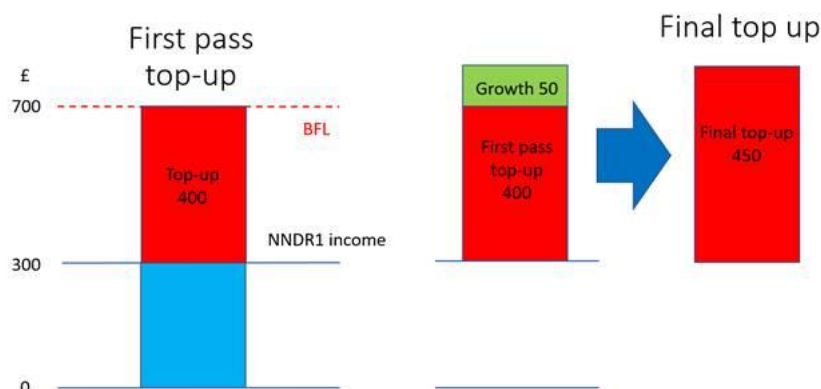 First pass
top-up
£
700
BFL
Top-up
400
NNDR1 income
300
0
Growth 50
First pass
top-up
400
Final top up
Final top-up
450